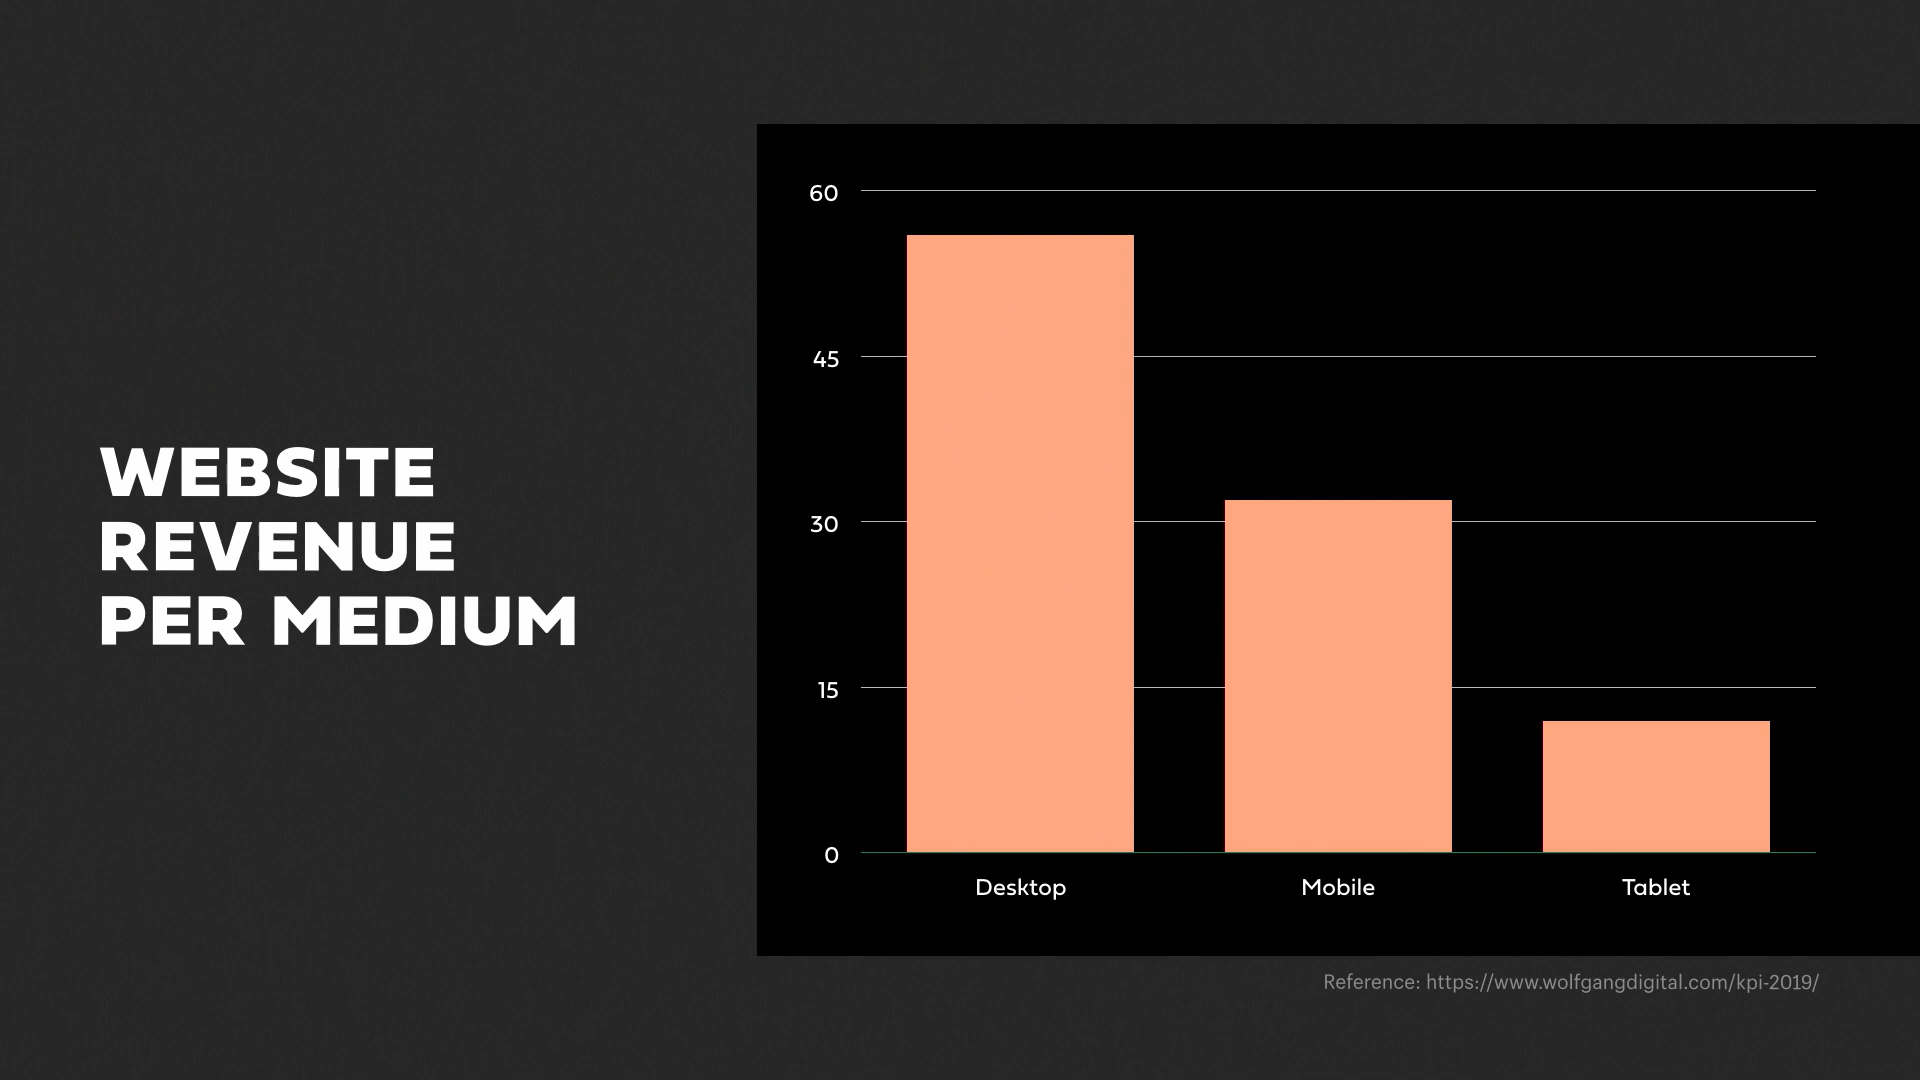 WEBSITE
REVENUE
PER MEDIUM
60
45
30
15
0
Desktop
Mobile
Tablet
Reference: https://www.wolfgangdigital.com/kpi-2019/